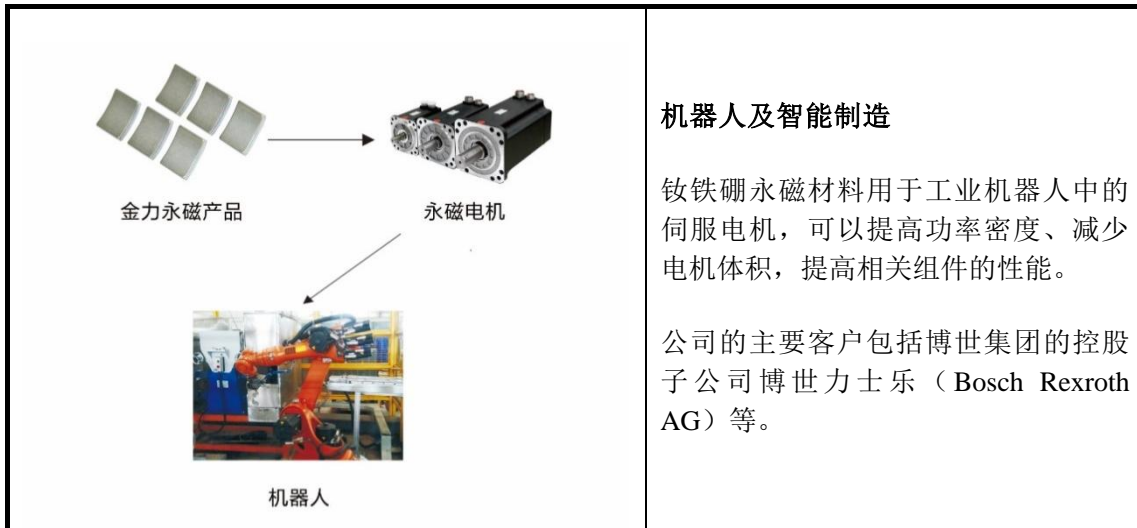 金力永磁产品
永磁电机
机器人
机器人及智能制造
钕铁硼永磁材料用于工业机器人中的
伺服电机，可以提高功率密度、减少
电机体积，提高相关组件的性能。
公司的主要客户包括博世集团的控股
子公司博世力士乐（Bosch Rexroth
AG）等。